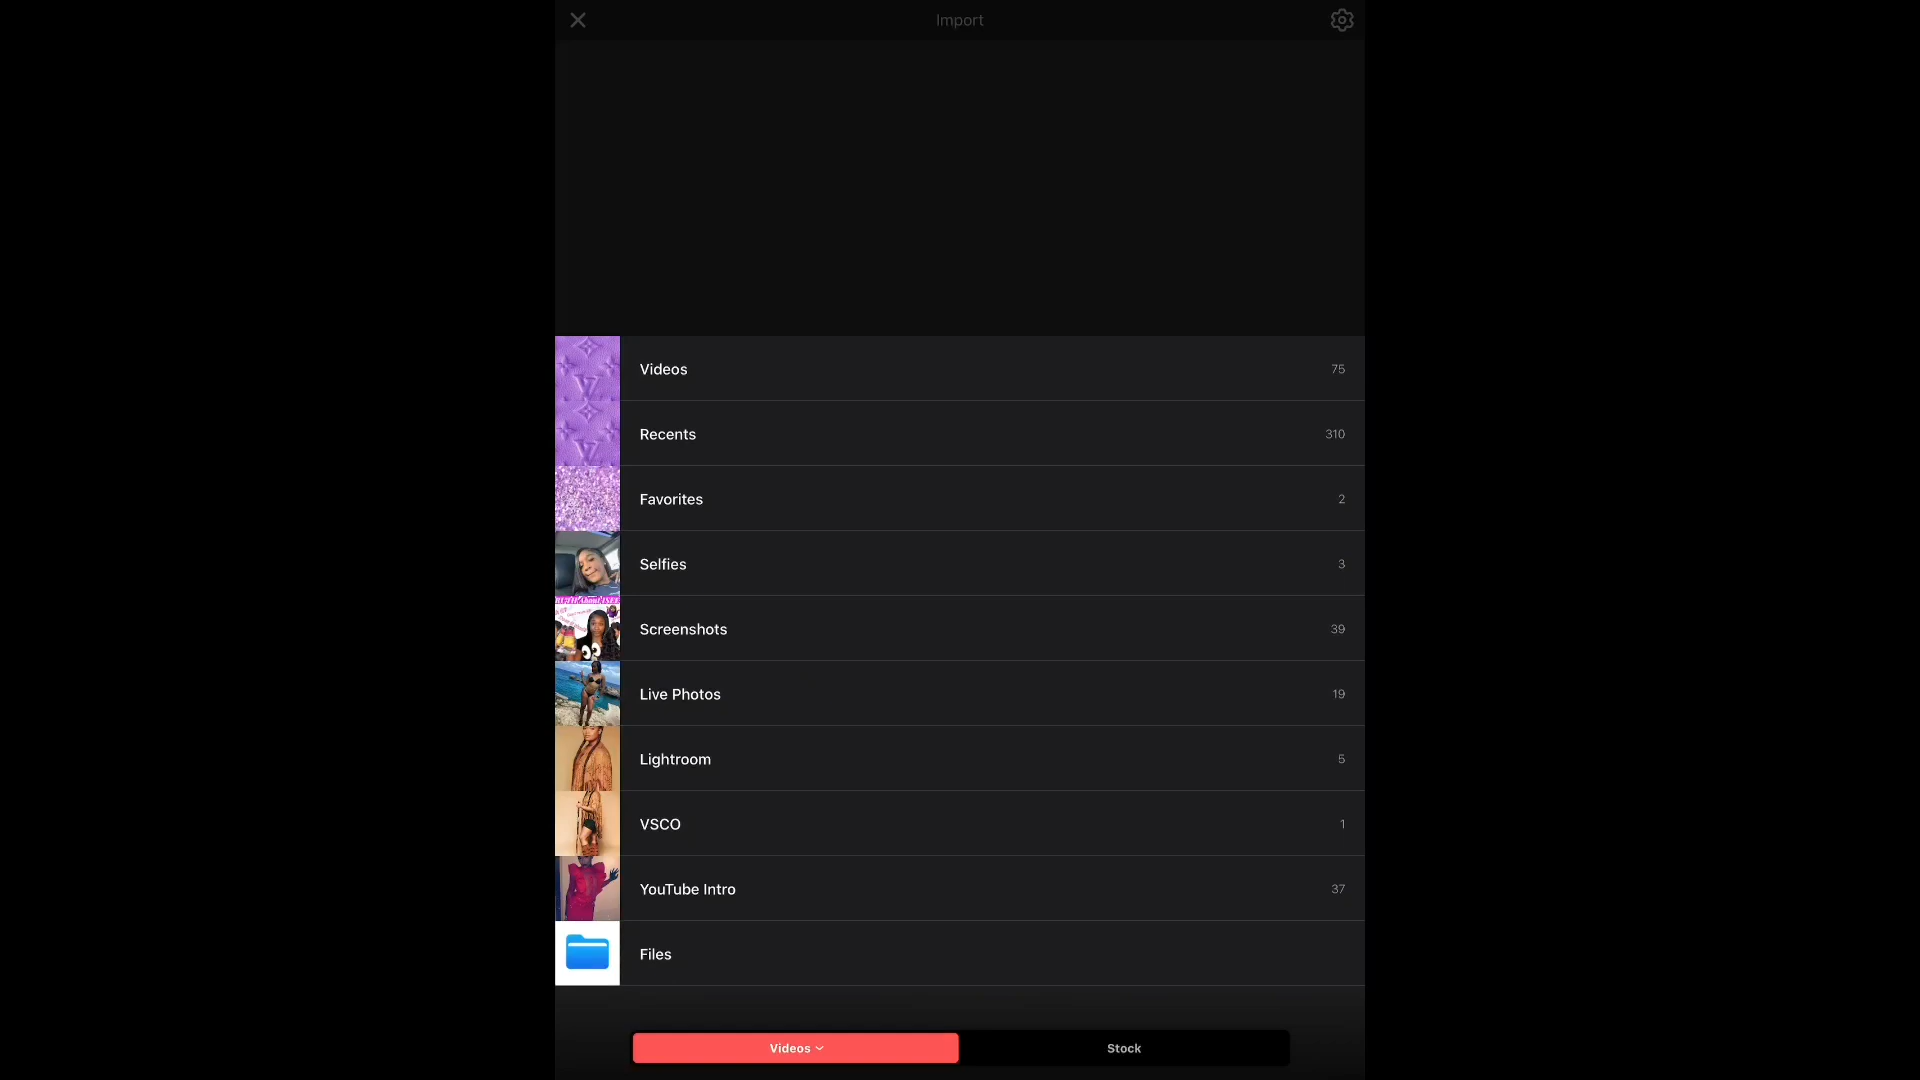 Import
Videos 75
Recents 310
Favorites 2
Selfies 3
Screenshots 39
Live Photos 19
Lightroom 5
VSCO 1
YouTube Intro 37
Files
Videos
Stock